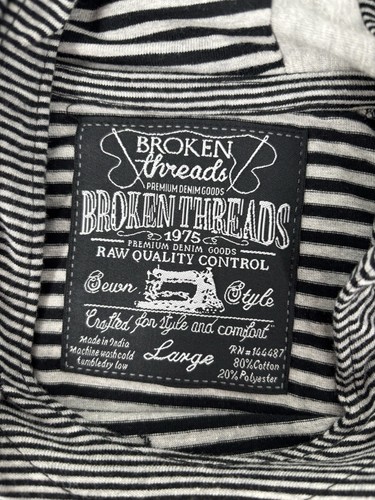 BROKEN
threads
PREMIUM DENIM GOODS
BROKEN THREADS
1975
PREMIUM DENIM GOODS
RAW QUALITY CONTROL
Sewn Style
Crafted for style and comfort
Made in India
Machine wash cold
tumble dry low
Large
RN#144487
80% Cotton
20% Polyester